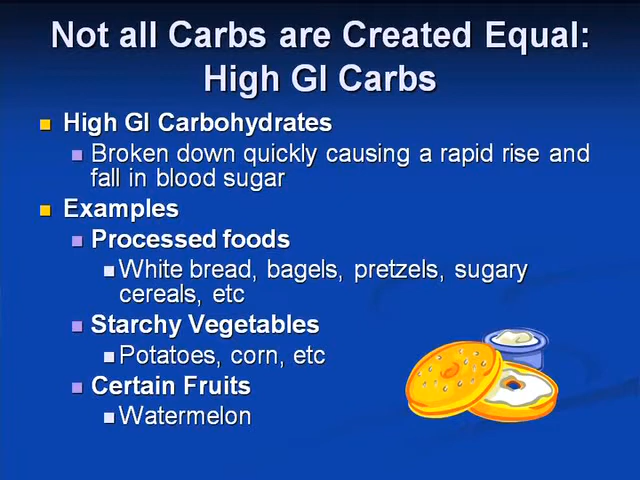 Not all Carbs are Created Equal:
High GI Carbs
High GI Carbohydrates
Broken down quickly causing a rapid rise and
fall in blood sugar
Examples
Processed foods
White bread, bagels, pretzels, sugary
cereals, etc
Starchy Vegetables
Potatoes, corn, etc
Certain Fruits
Watermelon